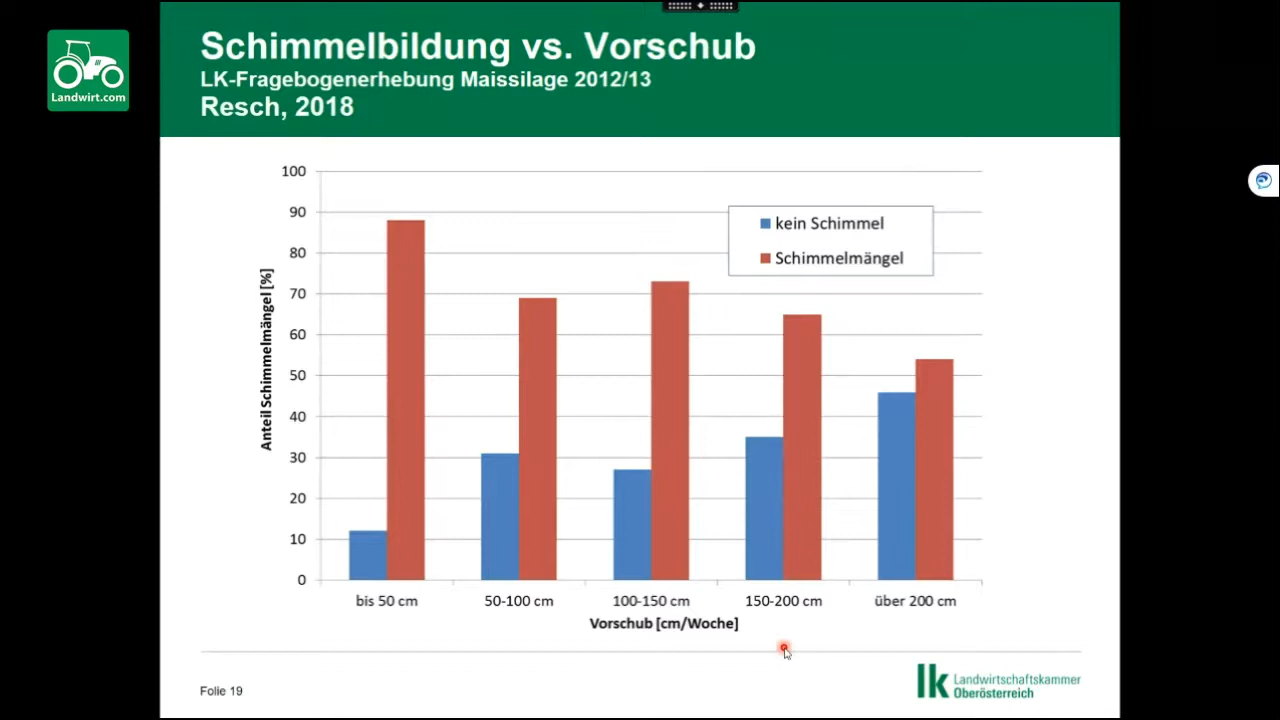 Landwirt.com
Schimmelbildung vs. Vorschub
LK-Fragebogenerhebung Maissilage 2012/13
Resch, 2018
100
90
80
70
60
50
40
30
20
10
0
Anteil Schimmelmängel [%]
kein Schimmel
Schimmelmängel
bis 50 cm 50-100 cm 100-150 cm 150-200 cm über 200 cm
Vorschub [cm/Woche]
Folie 19
lk Landwirtschaftskammer
Oberösterreich